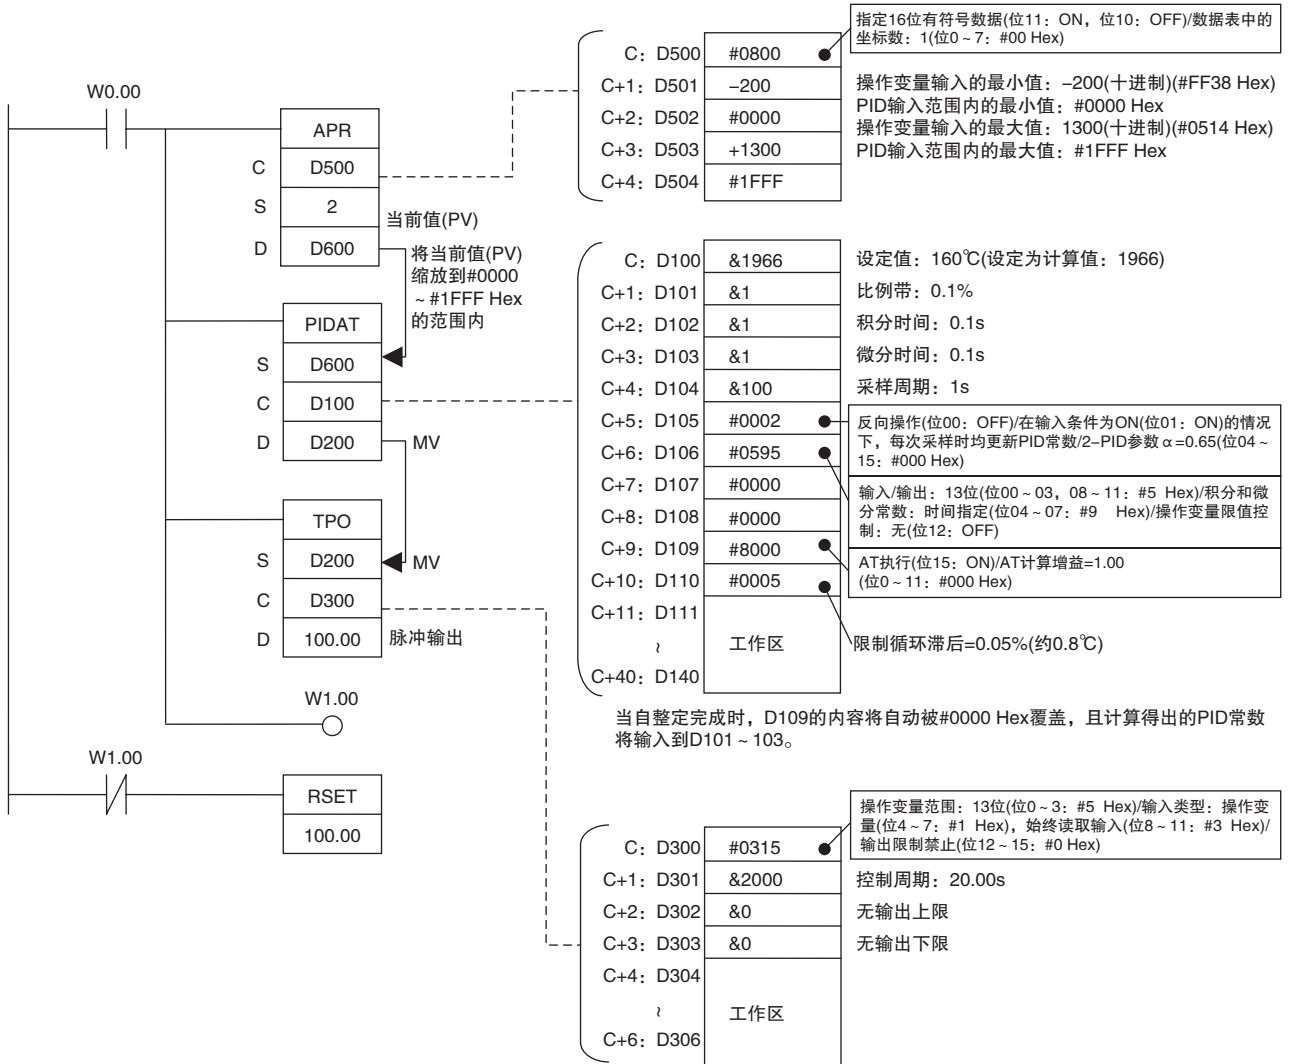 W0.00
APR
C D500
S 2
D D600
当前值(PV)
将当前值(PV)
缩放到#0000
~#1FFF Hex
的范围内
PIDAT
S D600
C D100
D D200
MV
TPO
S D200
MV
C D300
D 100.00
脉冲输出
W1.00
W1.00
RSET
100.00
C：D500 #0800
C+1：D501 −200
C+2：D502 #0000
C+3：D503 +1300
C+4：D504 #1FFF
指定16位有符号数据(位11：ON，位10：OFF)/数据表中的
坐标数：1(位0~7：#00 Hex)
操作变量输入的最小值：−200(十进制)(#FF38 Hex)
PID输入范围内的最小值：#0000 Hex
操作变量输入的最大值：1300(十进制)(#0514 Hex)
PID输入范围内的最大值：#1FFF Hex
C：D100 &1966 设定值：160℃(设定为计算值：1966)
C+1：D101 &1 比例带：0.1%
C+2：D102 &1 积分时间：0.1s
C+3：D103 &1 微分时间：0.1s
C+4：D104 &100 采样周期：1s
C+5：D105 #0002
C+6：D106 #0595
C+7：D107 #0000
C+8：D108 #0000
C+9：D109 #8000
C+10：D110 #0005
C+11：D111
~ 工作区
C+40：D140
反向操作(位00：OFF)/在输入条件为ON(位01：ON)的情况
下，每次采样时均更新PID常数/2−PID参数α=0.65(位04~
15：#000 Hex)
输入/输出：13位(位00~03，08~11：#5 Hex)/积分和微
分常数：时间指定(位04~07：#9 Hex)/操作变量限值控
制：无(位12：OFF)
AT执行(位15：ON)/AT计算增益=1.00
(位0~11：#000 Hex)
限制循环滞后=0.05%(约0.8℃)
当自整定完成时，D109的内容将自动被#0000 Hex覆盖，且计算得出的PID常数
将输入到D101~103。
操作变量范围：13位(位0~3：#5 Hex)/输入类型：操作变
量(位4~7：#1 Hex)，始终读取输入(位8~11：#3 Hex)/
输出限制禁止(位12~15：#0 Hex)
C：D300 #0315
C+1：D301 &2000 控制周期：20.00s
C+2：D302 &0 无输出上限
C+3：D303 &0 无输出下限
C+4：D304
~ 工作区
C+6：D306